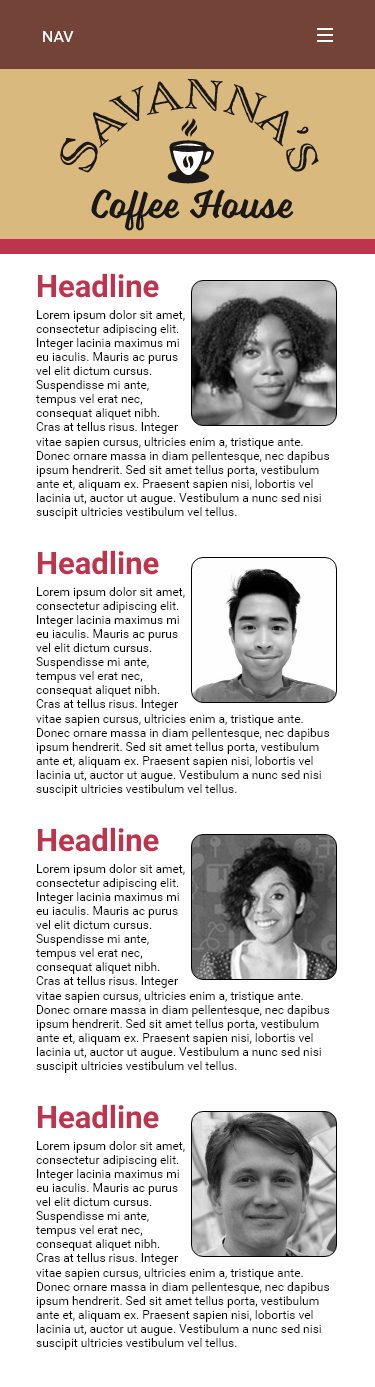 NAV
SAVANNA'S
Coffee House
Headline
Lorem ipsum dolor sit amet,
consectetur adipiscing elit.
Integer lacinia maximus mi
eu iaculis. Mauris ac purus
vel elit dictum cursus.
Suspendisse mi ante,
tempus vel erat nec,
consequat aliquet nibh.
Cras at tellus risus. Integer
vitae sapien cursus, ultricies enim a, tristique ante.
Donec ornare massa in diam pellentesque, nec dapibus
ipsum hendrerit. Sed sit amet tellus porta, vestibulum
ante et, aliquam ex. Praesent sapien nisi, lobortis vel
lacinia ut, auctor ut augue. Vestibulum a nunc sed nisi
suscipit ultricies vestibulum vel tellus.
Headline
Lorem ipsum dolor sit amet,
consectetur adipiscing elit.
Integer lacinia maximus mi
eu iaculis. Mauris ac purus
vel elit dictum cursus.
Suspendisse mi ante,
tempus vel erat nec,
consequat aliquet nibh.
Cras at tellus risus. Integer
vitae sapien cursus, ultricies enim a, tristique ante.
Donec ornare massa in diam pellentesque, nec dapibus
ipsum hendrerit. Sed sit amet tellus porta, vestibulum
ante et, aliquam ex. Praesent sapien nisi, lobortis vel
lacinia ut, auctor ut augue. Vestibulum a nunc sed nisi
suscipit ultricies vestibulum vel tellus.
Headline
Lorem ipsum dolor sit amet,
consectetur adipiscing elit.
Integer lacinia maximus mi
eu iaculis. Mauris ac purus
vel elit dictum cursus.
Suspendisse mi ante,
tempus vel erat nec,
consequat aliquet nibh.
Cras at tellus risus. Integer
vitae sapien cursus, ultricies enim a, tristique ante.
Donec ornare massa in diam pellentesque, nec dapibus
ipsum hendrerit. Sed sit amet tellus porta, vestibulum
ante et, aliquam ex. Praesent sapien nisi, lobortis vel
lacinia ut, auctor ut augue. Vestibulum a nunc sed nisi
suscipit ultricies vestibulum vel tellus.
Headline
Lorem ipsum dolor sit amet,
consectetur adipiscing elit.
Integer lacinia maximus mi
eu iaculis. Mauris ac purus
vel elit dictum cursus.
Suspendisse mi ante,
tempus vel erat nec,
consequat aliquet nibh.
Cras at tellus risus. Integer
vitae sapien cursus, ultricies enim a, tristique ante.
Donec ornare massa in diam pellentesque, nec dapibus
ipsum hendrerit. Sed sit amet tellus porta, vestibulum
ante et, aliquam ex. Praesent sapien nisi, lobortis vel
lacinia ut, auctor ut augue. Vestibulum a nunc sed nisi
suscipit ultricies vestibulum vel tellus.